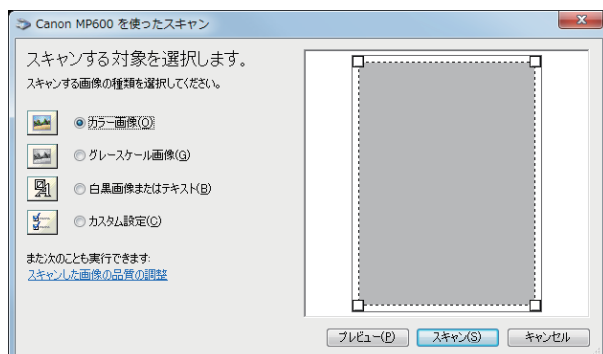 Canon MP600 を使ったスキャン
スキャンする対象を選択します。
スキャンする画像の種類を選択してください。
カラー画像(O)
グレースケール画像(G)
白黒画像またはテキスト(B)
カスタム設定(C)
また次のことも実行できます:
スキャンした画像の品質の調整
プレビュー(P)
スキャン(S)
キャンセル